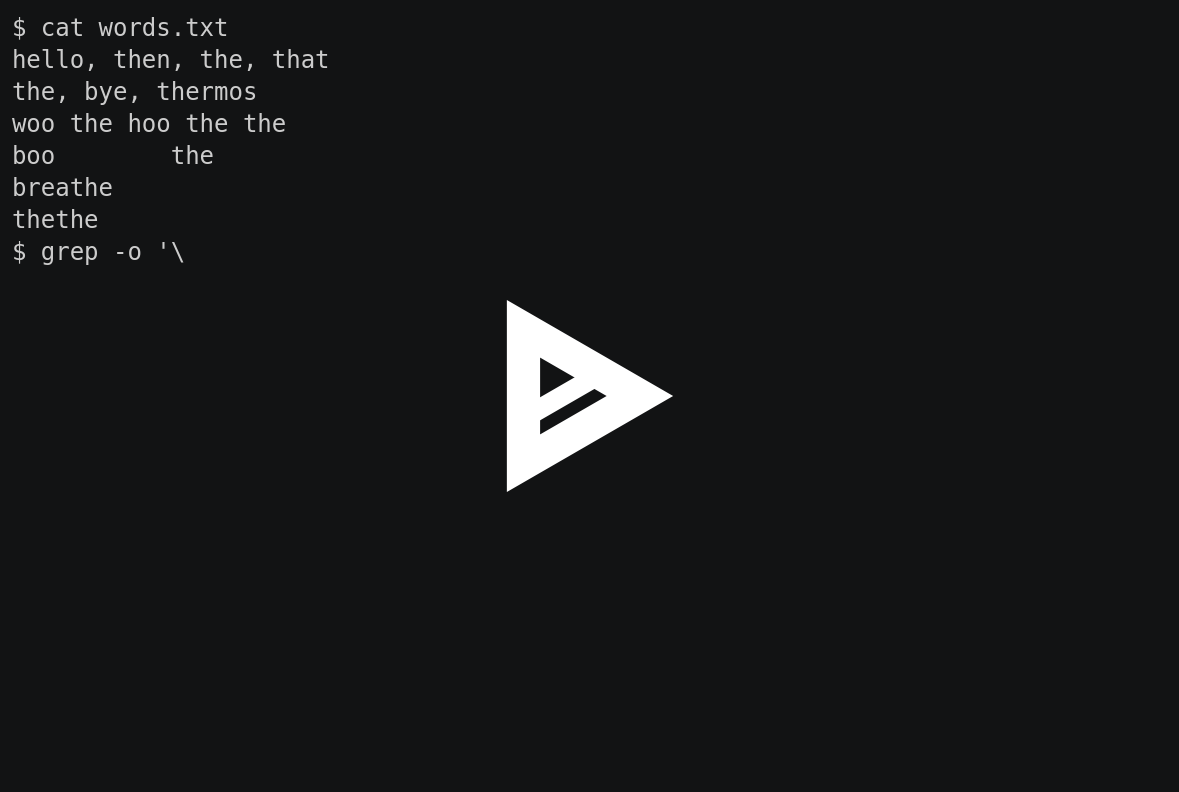 $ cat words.txt
hello, then, the, that
the, bye, thermos
woo the hoo the the
boo        the
breathe
thethe
$ grep -o '\